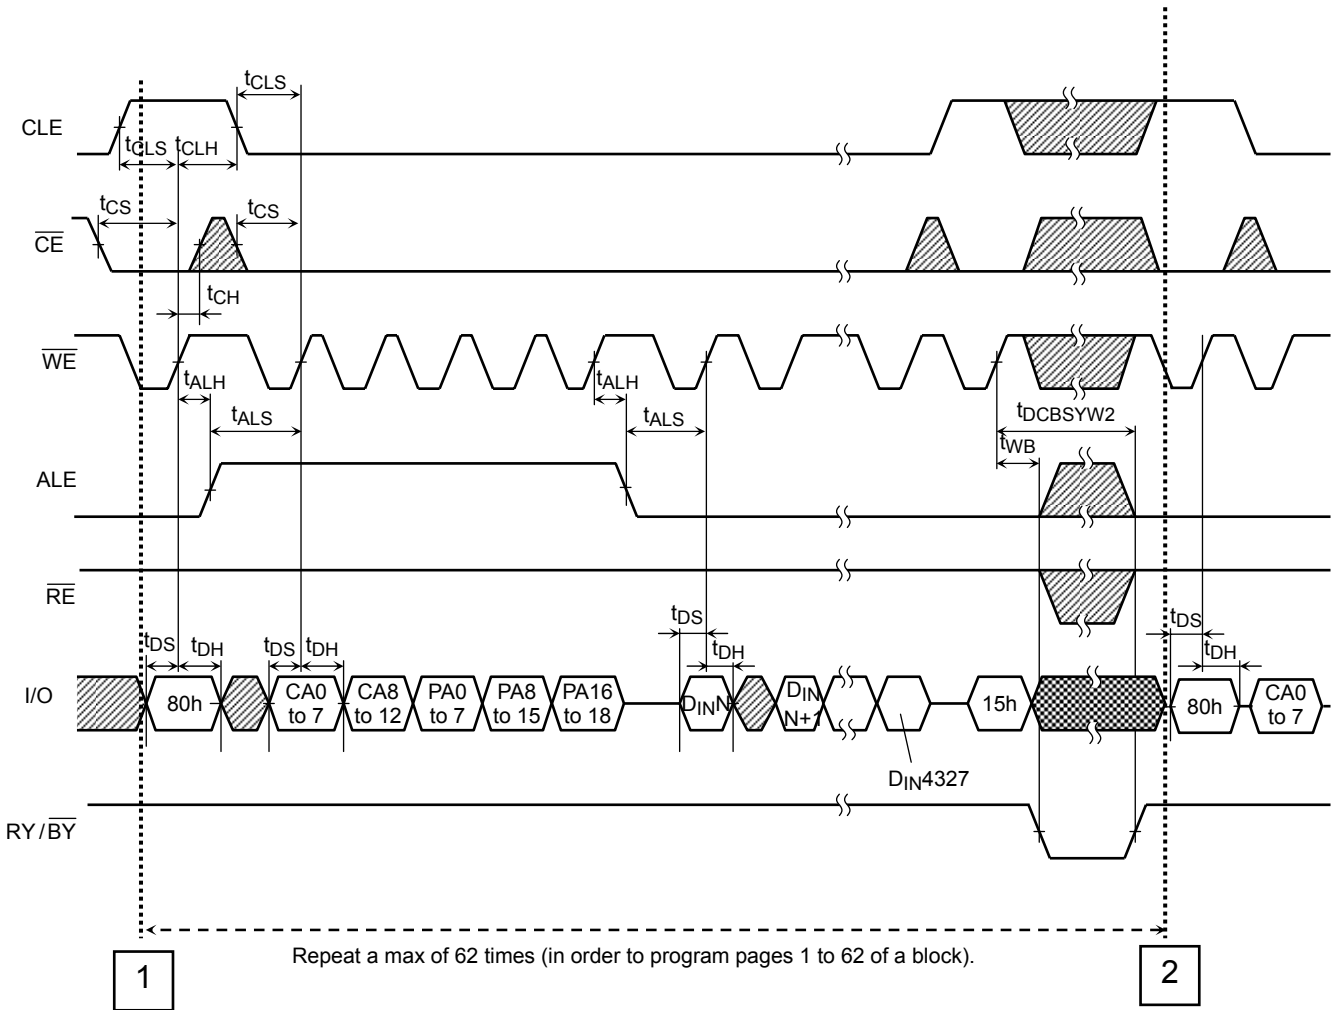 tCLS
CLE
tCLS tCLH
tCS tCS
CE
tCH
WE
tALH tALH
tALS tALS tDCBSYW2
tWB
ALE
RE
tDS tDH tDS tDH tDS tDH tDS tDH
I/O
80h
CA0 to 7
CA8 to 12
PA0 to 7
PA8 to 15
PA16 to 18
DINN
DIN N+1
15h
80h
CA0 to 7
DIN4327
RY/BY
Repeat a max of 62 times (in order to program pages 1 to 62 of a block).
1 2